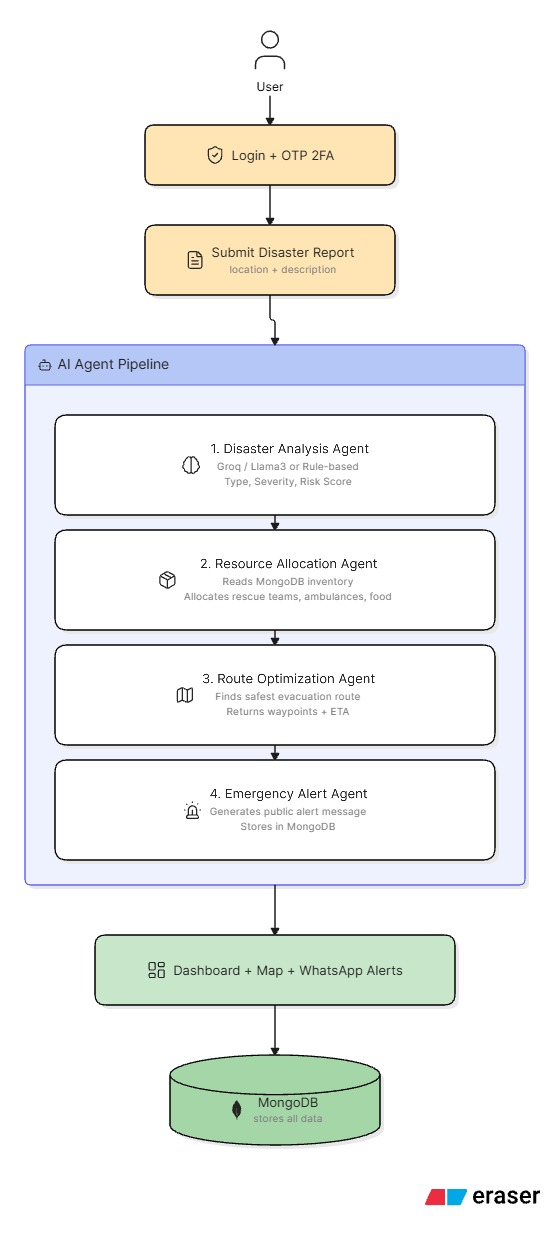 User
Login + OTP 2FA
Submit Disaster Report
location + description
AI Agent Pipeline
1. Disaster Analysis Agent
Groq / Llama3 or Rule-based
Type, Severity, Risk Score
2. Resource Allocation Agent
Reads MongoDB inventory
Allocates rescue teams, ambulances, food
3. Route Optimization Agent
Finds safest evacuation route
Returns waypoints + ETA
4. Emergency Alert Agent
Generates public alert message
Stores in MongoDB
Dashboard + Map + WhatsApp Alerts
MongoDB
stores all data
eraser